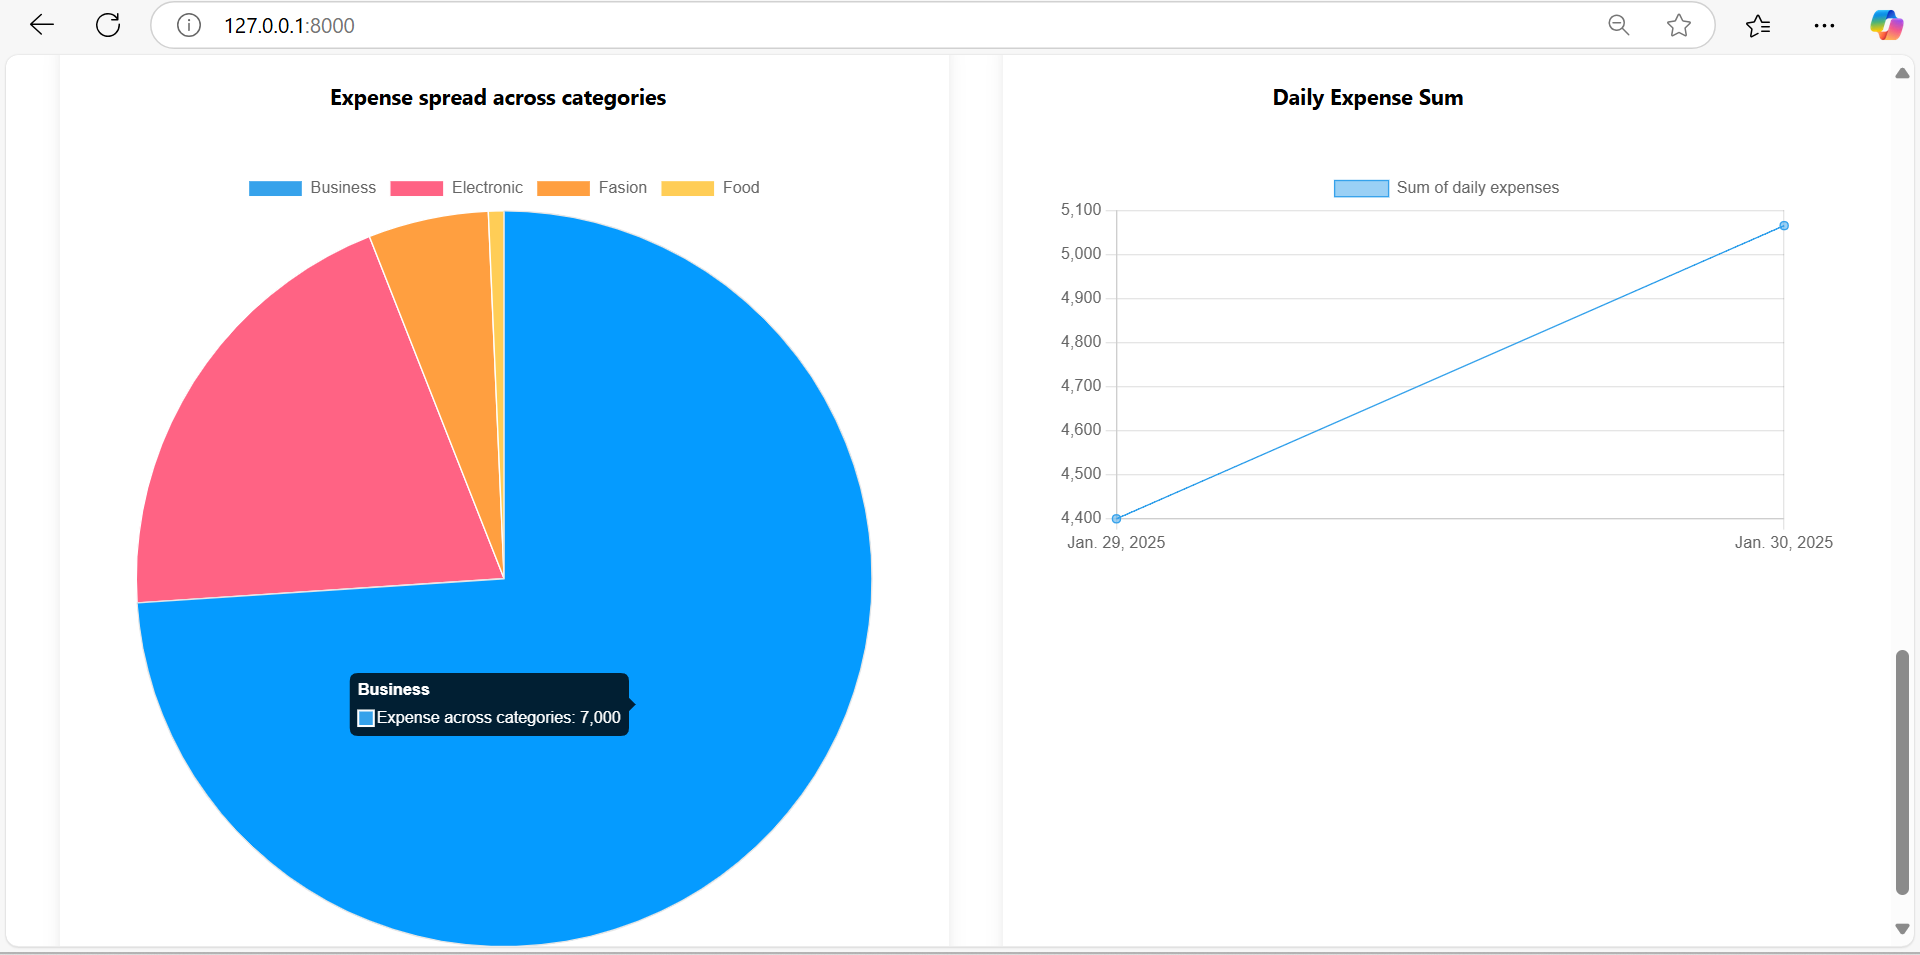 127.0.0.1:8000
Expense spread across categories
Business Electronic Fasion Food
Business
Expense across categories: 7,000
Daily Expense Sum
Sum of daily expenses
5,100
5,000
4,900
4,800
4,700
4,600
4,500
4,400
Jan. 29, 2025 Jan. 30, 2025